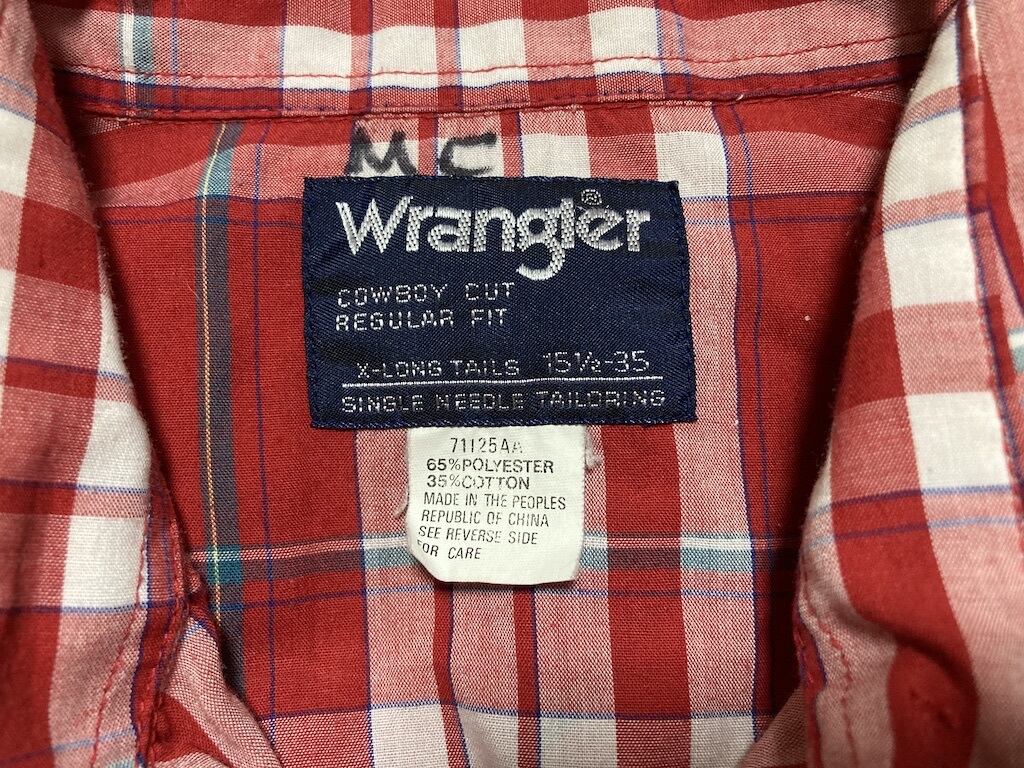 MC
Wrangler®
COWBOY CUT
REGULAR FIT
X-LONG TAILS 15½-35
SINGLE NEEDLE TAILORING
71125AA
65%POLYESTER
35%COTTON
MADE IN THE PEOPLES
REPUBLIC OF CHINA
SEE REVERSE SIDE
FOR CARE